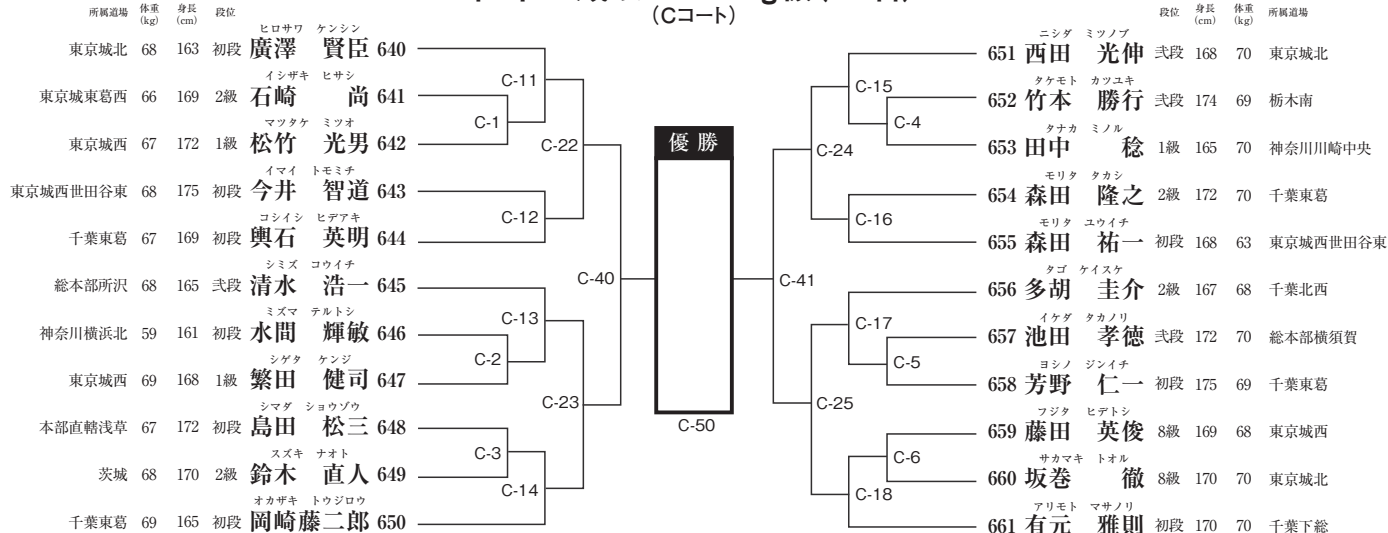 (Cコート)
所属道場 体重(kg) 身長(cm) 段位
ヒロサワ ケンシン
東京城北 68 163 初段 廣澤 賢臣 640
イシザキ ヒサシ
東京城東葛西 66 169 2級 石崎 尚 641
マツタケ ミツオ
東京城西 67 172 1級 松竹 光男 642
イマイ トモミチ
東京城西世田谷東 68 175 初段 今井 智道 643
コシイシ ヒデアキ
千葉東葛 67 169 初段 輿石 英明 644
シミズ コウイチ
総本部所沢 68 165 弐段 清水 浩一 645
ミズマ テルトシ
神奈川横浜北 59 161 初段 水間 輝敏 646
シゲタ ケンジ
東京城西 69 168 1級 繁田 健司 647
シマダ ショウゾウ
本部直轄浅草 67 172 初段 島田 松三 648
スズキ ナオト
茨城 68 170 2級 鈴木 直人 649
オカザキ トウジロウ
千葉東葛 69 165 初段 岡崎藤二郎 650
C-11
C-1
C-22
C-12
C-40
C-13
C-2
C-23
C-3
C-14
優勝
C-50
C-15
C-4
C-24
C-16
C-41
C-17
C-5
C-25
C-6
C-18
段位 身長(cm) 体重(kg) 所属道場
ニシダ ミツノブ
651 西田 光伸 弐段 168 70 東京城北
タケモト カツユキ
652 竹本 勝行 弐段 174 69 栃木南
タナカ ミノル
653 田中 稔 1級 165 70 神奈川川崎中央
モリタ タカシ
654 森田 隆之 2級 172 70 千葉東葛
モリタ ユウイチ
655 森田 祐一 初段 168 63 東京城西世田谷東
タゴ ケイスケ
656 多胡 圭介 2級 167 68 千葉北西
イケダ タカノリ
657 池田 孝徳 弐段 172 70 総本部横須賀
ヨシノ ジンイチ
658 芳野 仁一 初段 175 69 千葉東葛
フジタ ヒデトシ
659 藤田 英俊 8級 169 68 東京城西
サカマキ トオル
660 坂巻 徹 8級 170 70 東京城北
アリモト マサノリ
661 有元 雅則 初段 170 70 千葉下総